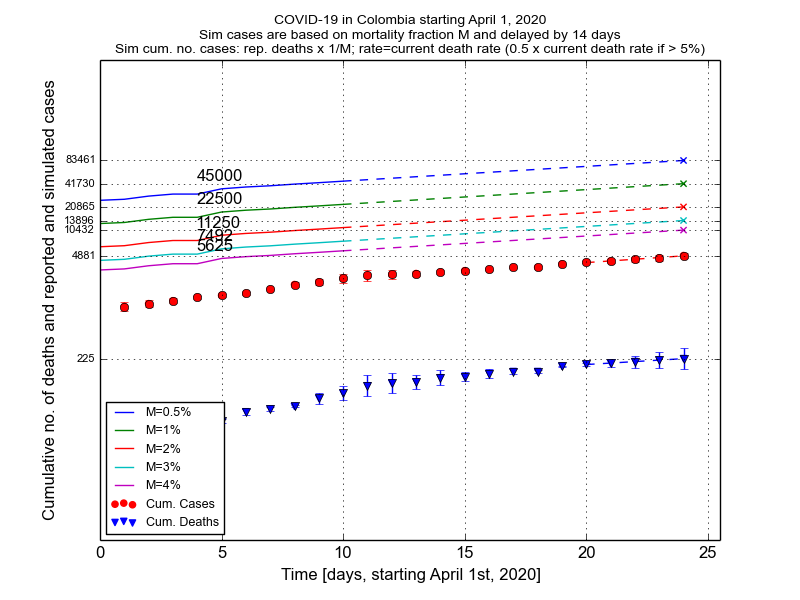 COVID-19 in Colombia starting April 1, 2020
Sim cases are based on mortality fraction M and delayed by 14 days
Sim cum. no. cases: rep. deaths x 1/M; rate=current death rate (0.5 x current death rate if > 5%)
Cumulative no. of deaths and reported and simulated cases
83461
41730
20865
13896
10432
4881
225
45000
22500
11250
7492
5625
M=0.5%
M=1%
M=2%
M=3%
M=4%
Cum. Cases
Cum. Deaths
0
5
10
15
20
25
Time [days, starting April 1st, 2020]